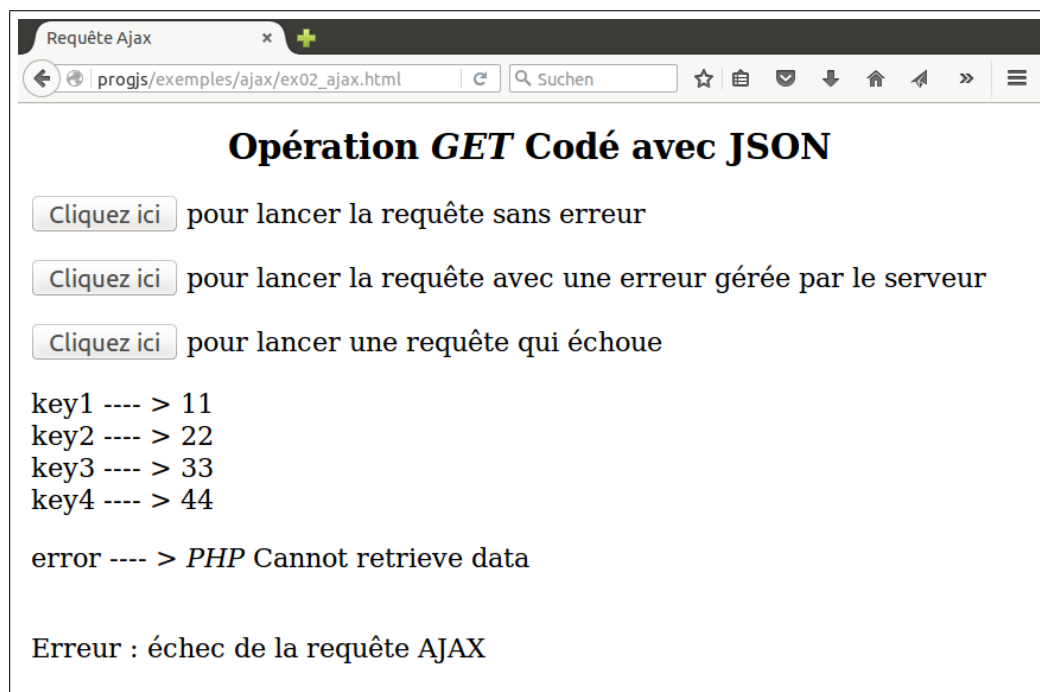 Requête Ajax
progjs/exemples/ajax/ex02_ajax.html
Suchen
Opération GET Codé avec JSON
Cliquez ici pour lancer la requête sans erreur
Cliquez ici pour lancer la requête avec une erreur gérée par le serveur
Cliquez ici pour lancer une requête qui échoue
key1 ---- > 11
key2 ---- > 22
key3 ---- > 33
key4 ---- > 44
error ---- > PHP Cannot retrieve data
Erreur : échec de la requête AJAX